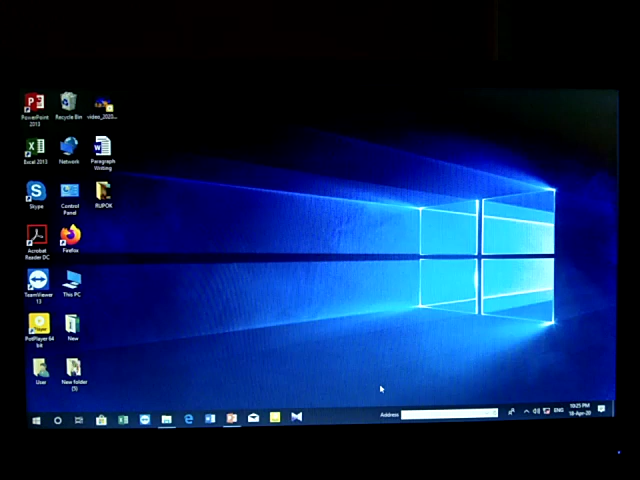 PowerPoint 2013
Recycle Bin
video_2020...
Excel 2013
Network
Paragraph Writing
Skype
Control Panel
RUPOK
Acrobat Reader DC
Firefox
TeamViewer 13
This PC
PotPlayer 64 bit
New
User
New folder (5)
Address
ENG
10:25 PM
18-Apr-20